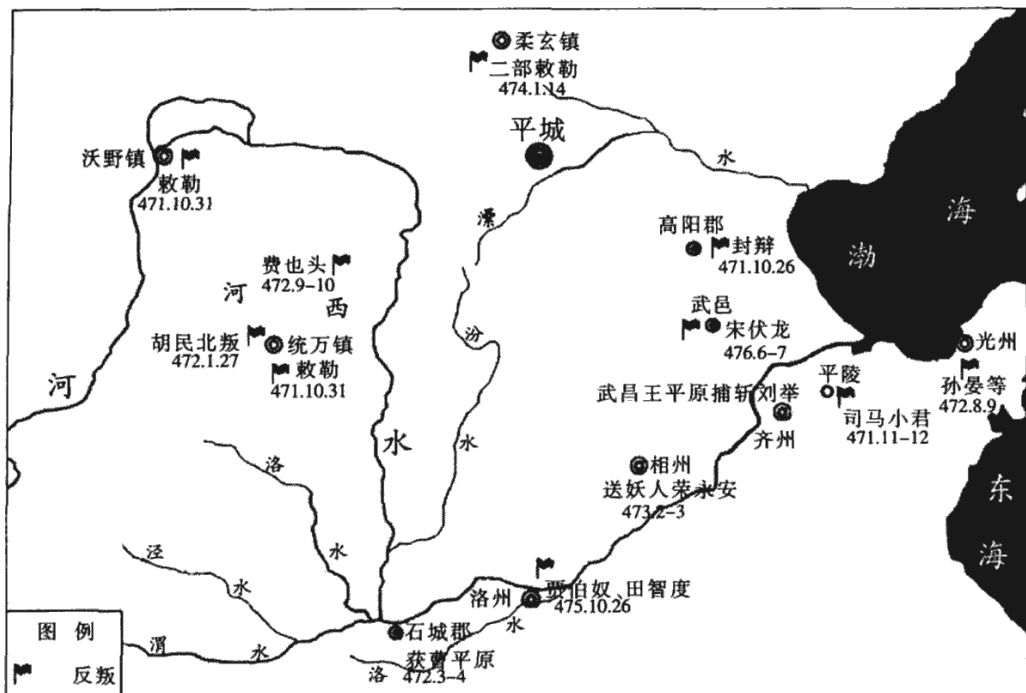 柔玄镇
二部敕勒
474.1.14
平城
水
沃野镇
敕勒
471.10.31
漯
海
渤
高阳郡
封辩
471.10.26
费也头
472.9-10
河
西
武邑
宋伏龙
476.6-7
汾
胡民北叛
472.1.27
统万镇
敕勒
471.10.31
光州
孙晏等
472.8.9
河
水
武昌王平原捕斩刘举
平陵
司马小君
471.11-12
齐州
水
洛
相州
送妖人荣永安
473.2-3
东
海
泾
水
水
洛州
贾伯奴、田智度
475.10.26
图 例
反叛
渭
水
石城郡
获曹平原
472.3-4
洛
水